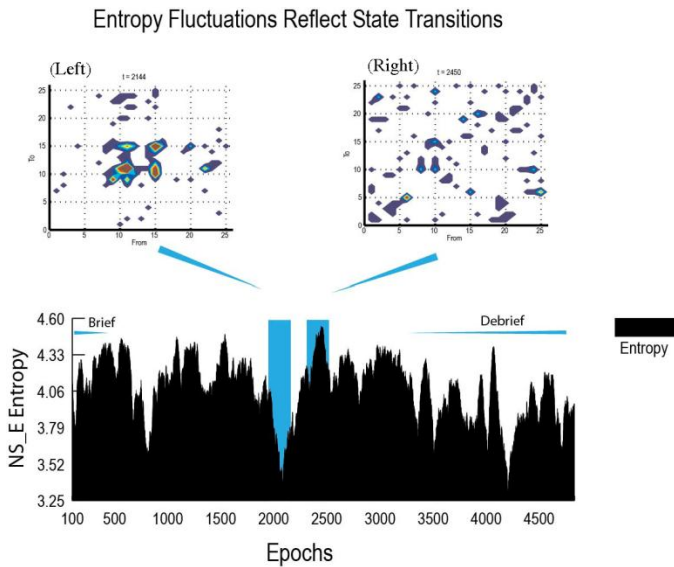 Entropy Fluctuations Reflect State Transitions
(Left)
t = 2144
25
20
15
10
5
0
To
0 5 10 15 20 25
From
(Right)
t = 2450
25
20
15
10
5
0
To
0 5 10 15 20 25
From
4.60
4.33
4.06
3.79
3.52
3.25
NS_E Entropy
Brief
Debrief
Entropy
100 500 1000 1500 2000 2500 3000 3500 4000 4500
Epochs